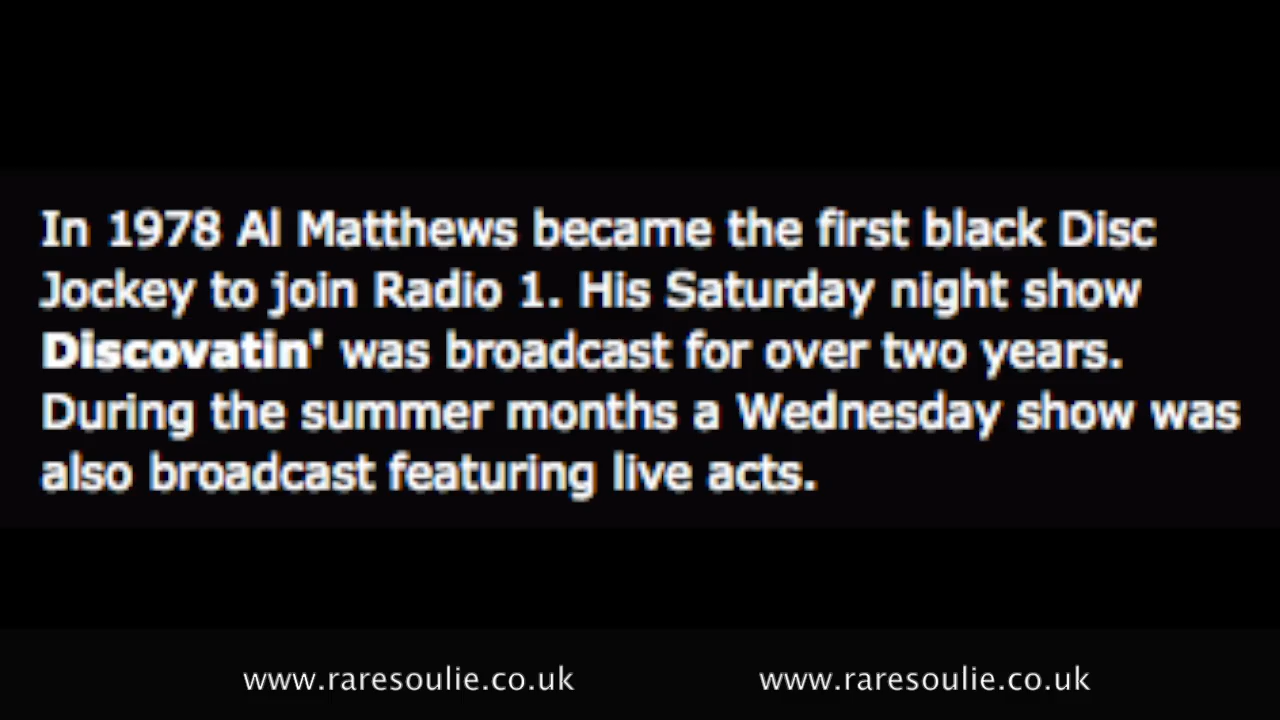 In 1978 Al Matthews became the first black Disc
Jockey to join Radio 1. His Saturday night show
Discovatin' was broadcast for over two years.
During the summer months a Wednesday show was
also broadcast featuring live acts.
www.raresoulie.co.uk www.raresoulie.co.uk